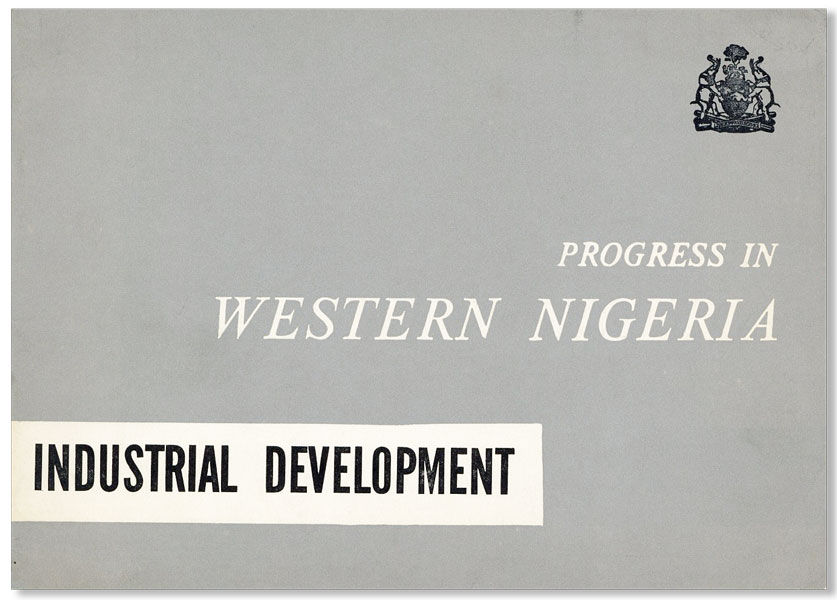 PROGRESS IN
WESTERN NIGERIA
INDUSTRIAL DEVELOPMENT